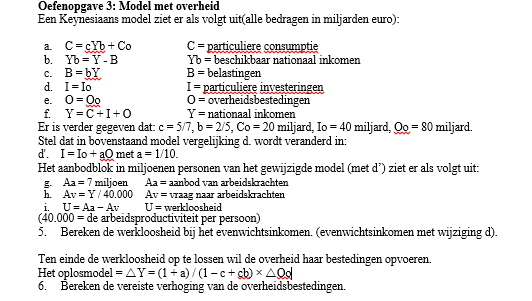 Oefenopgave 3: Model met overheid
Een Keynesiaans model ziet er als volgt uit(alle bedragen in miljarden euro):
a. C = cYb + Co C = particuliere consumptie
b. Yb = Y - B Yb = beschikbaar nationaal inkomen
c. B = bY B = belastingen
d. I = Io I = particuliere investeringen
e. O = Oo O = overheidsbestedingen
f. Y = C + I + O Y = nationaal inkomen
Er is verder gegeven dat: c = 5/7, b = 2/5, Co = 20 miljard, Io = 40 miljard, Oo = 80 miljard.
Stel dat in bovenstaand model vergelijking d. wordt veranderd in:
d'. I = Io + aO met a = 1/10.
Het aanbodblok in miljoenen personen van het gewijzigde model (met d') ziet er als volgt uit:
g. Aa = 7 miljoen Aa = aanbod van arbeidskrachten
h. Av = Y / 40.000 Av = vraag naar arbeidskrachten
i. U = Aa – Av U = werkloosheid
(40.000 = de arbeidsproductiviteit per persoon)
5. Bereken de werkloosheid bij het evenwichtsinkomen. (evenwichtsinkomen met wijziging d).
Ten einde de werkloosheid op te lossen wil de overheid haar bestedingen opvoeren.
Het oplosmodel = △Y = (1 + a) / (1 – c + cb) × △Oo
6. Bereken de vereiste verhoging van de overheidsbestedingen.